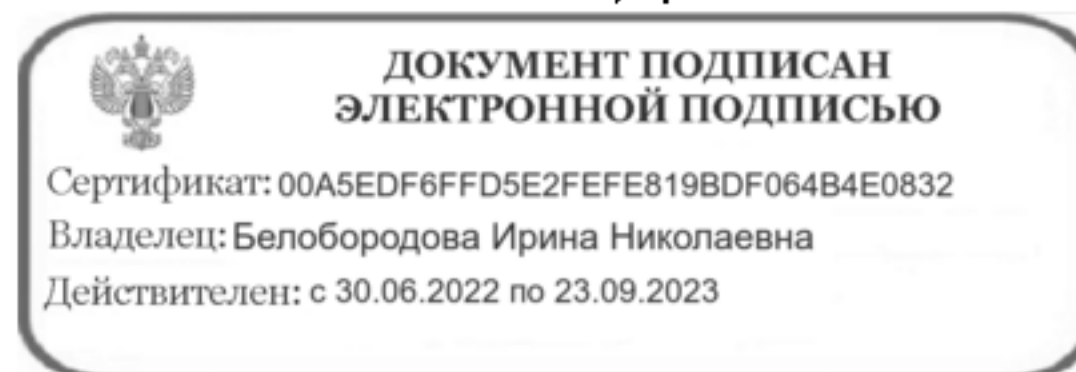 ДОКУМЕНТ ПОДПИСАН
ЭЛЕКТРОННОЙ ПОДПИСЬЮ
Сертификат: 00A5EDF6FFD5E2FEFE819BDF064B4E0832
Владелец: Белобородова Ирина Николаевна
Действителен: с 30.06.2022 по 23.09.2023